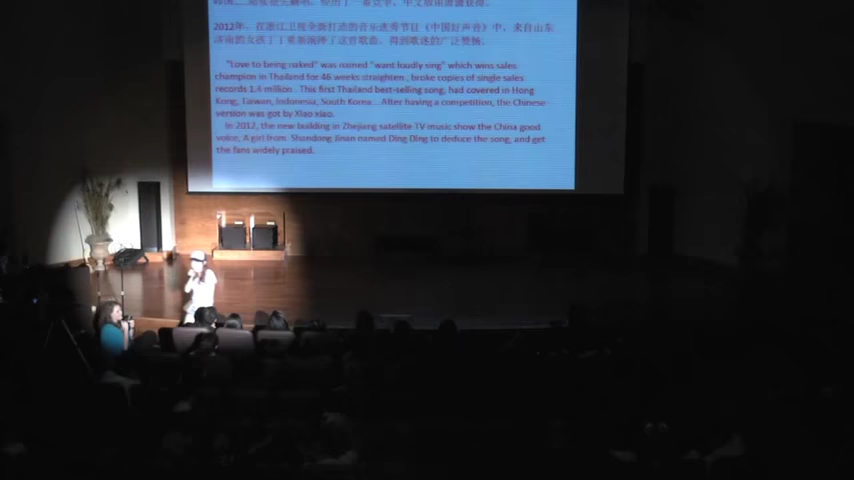 2012年，在浙江卫视全新打造的音乐选秀节目《中国好声音》中，来自山东
济南的女孩丁丁重新演绎了这首歌曲，得到歌迷的广泛赞扬。
"Love to being naked" was named "want loudly sing" which wins sales
champion in Thailand for 46 weeks straighten , broke copies of single sales
records 1.4 million . This first Thailand best-selling song, had covered in Hong
Kong, Taiwan, Indonesia, South Korea... After having a competition, the Chinese
version was got by Xiao xiao.
In 2012, the new building in Zhejiang satellite TV music show the China good
voice, A girl from Shandong Jinan named Ding Ding to deduce the song, and get
the fans widely praised.